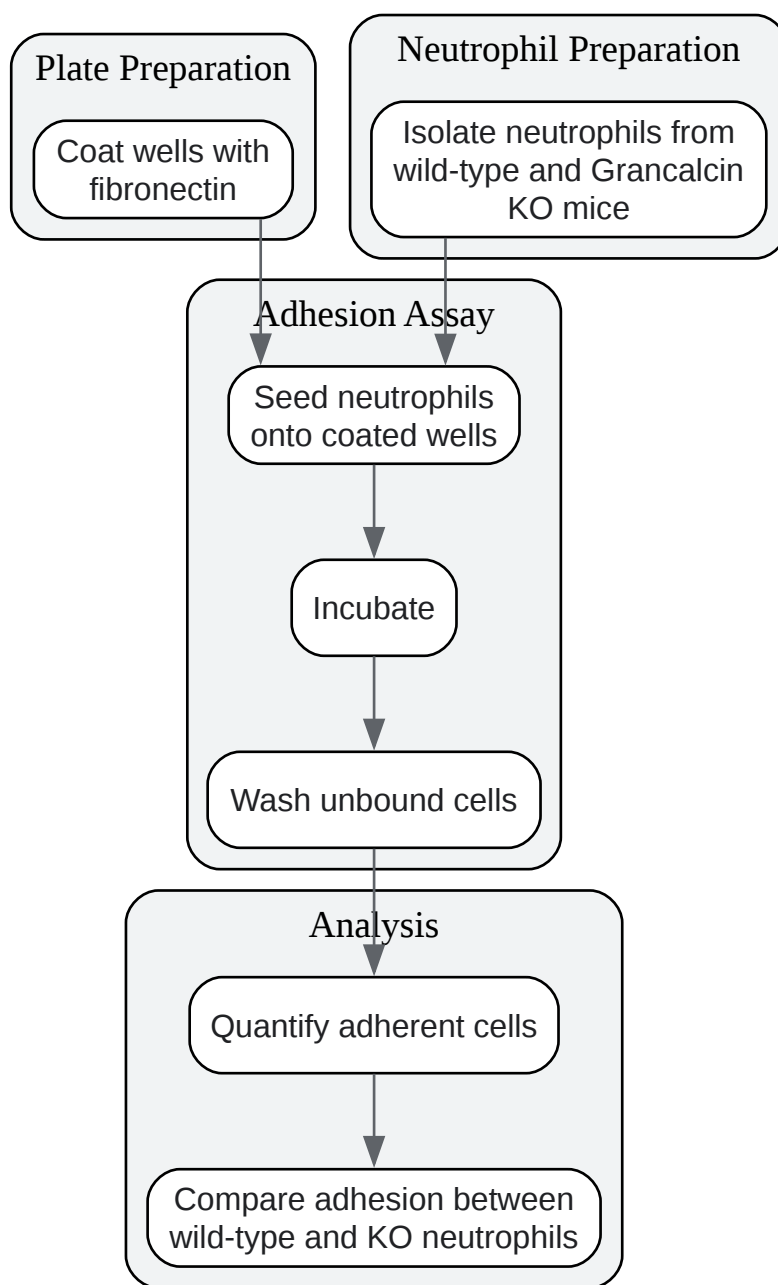 Plate Preparation
Coat wells with
fibronectin
Neutrophil Preparation
Isolate neutrophils from
wild-type and Grancalcin
KO mice
Adhesion Assay
Seed neutrophils
onto coated wells
Incubate
Wash unbound cells
Analysis
Quantify adherent cells
Compare adhesion between
wild-type and KO neutrophils